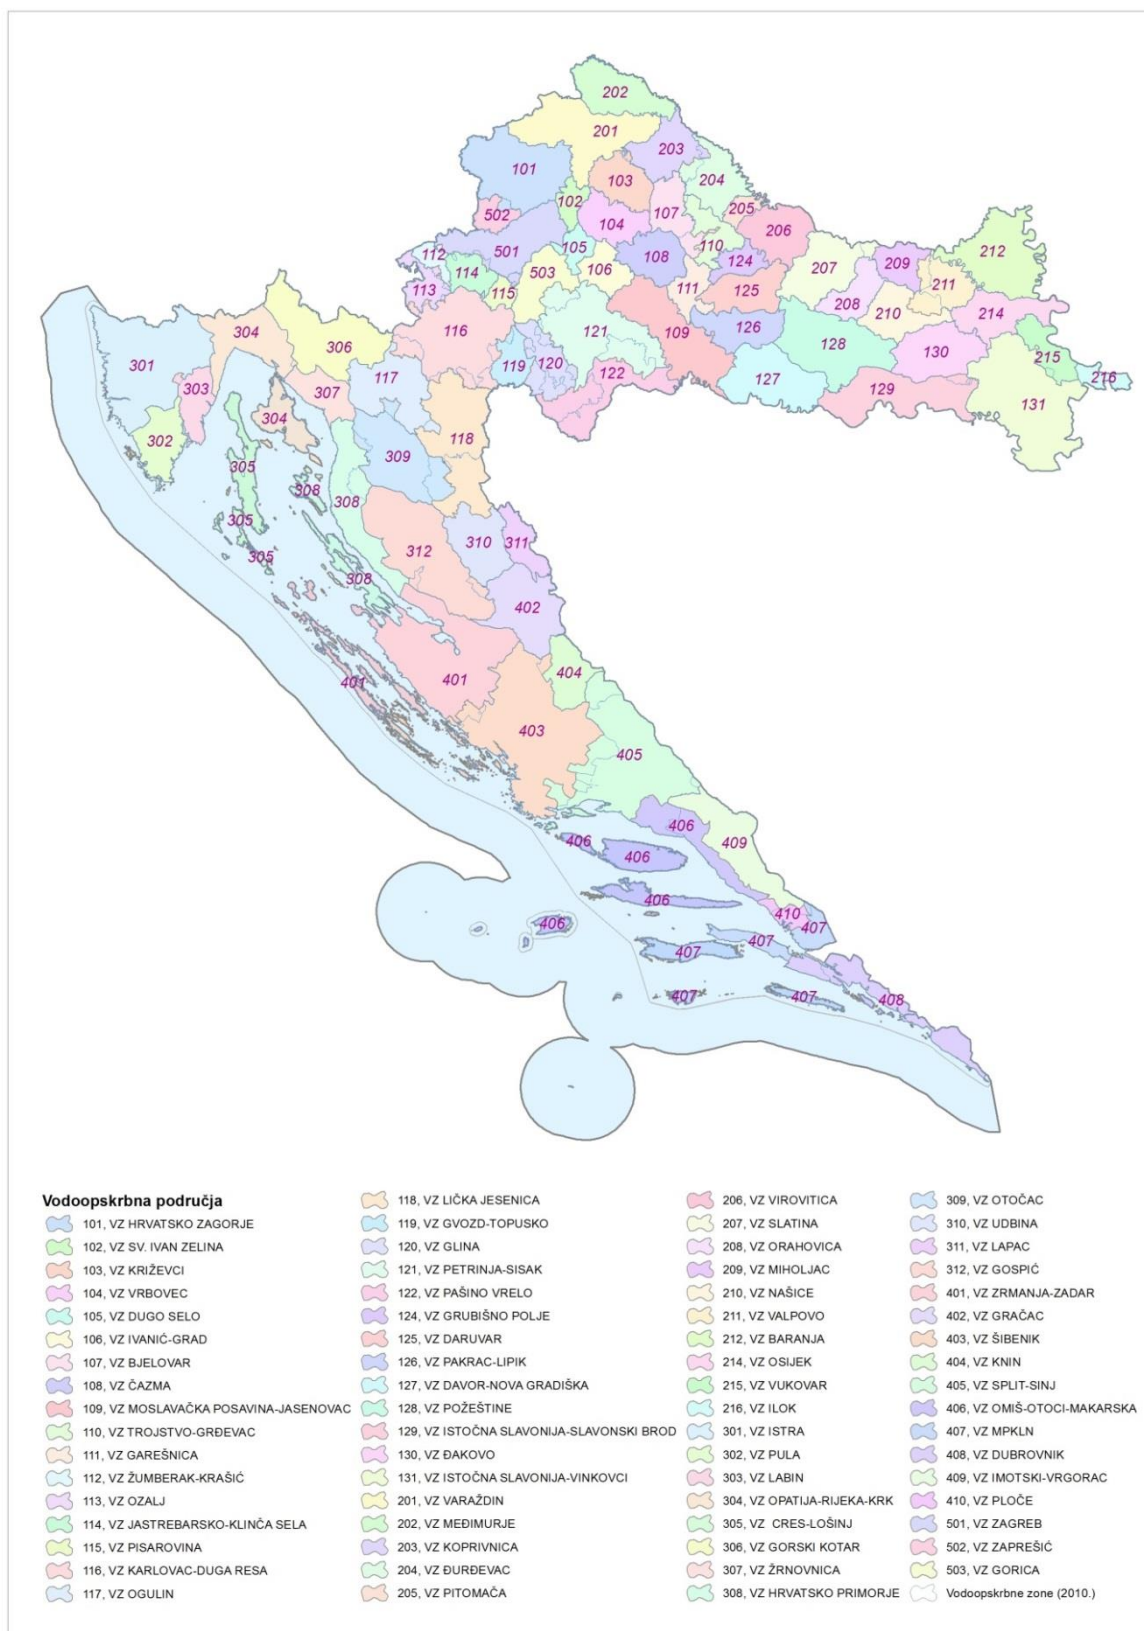 202
201
203
101
103
204
102
502
107
205
104
206
212
501
105
110
112
108
124
209
503
106
207
114
211
113
111
125
115
208
210
214
304
116
121
109
126
306
128
130
215
301
119
120
117
122
127
216
303
307
129
131
304
302
118
309
305
308
308
305
310
311
312
305
308
402
404
401
401
403
405
406
406
409
406
406
410
406
407
407
407
407
407
408
Vodoopskrbna područja
101, VZ HRVATSKO ZAGORJE
102, VZ SV. IVAN ZELINA
103, VZ KRIŽEVCI
104, VZ VRBOVEC
105, VZ DUGO SELO
106, VZ IVANIĆ-GRAD
107, VZ BJELOVAR
108, VZ ČAZMA
109, VZ MOSLAVAČKA POSAVINA-JASENOVAC
110, VZ TROJSTVO-GRĐEVAC
111, VZ GAREŠNICA
112, VZ ŽUMBERAK-KRAŠIĆ
113, VZ OZALJ
114, VZ JASTREBARSKO-KLINČA SELA
115, VZ PISAROVINA
116, VZ KARLOVAC-DUGA RESA
117, VZ OGULIN
118, VZ LIČKA JESENICA
119, VZ GVOZD-TOPUSKO
120, VZ GLINA
121, VZ PETRINJA-SISAK
122, VZ PAŠINO VRELO
124, VZ GRUBIŠNO POLJE
125, VZ DARUVAR
126, VZ PAKRAC-LIPIK
127, VZ DAVOR-NOVA GRADIŠKA
128, VZ POŽEŠTINE
129, VZ ISTOČNA SLAVONIJA-SLAVONSKI BROD
130, VZ ĐAKOVO
131, VZ ISTOČNA SLAVONIJA-VINKOVCI
201, VZ VARAŽDIN
202, VZ MEĐIMURJE
203, VZ KOPRIVNICA
204, VZ ĐURĐEVAC
205, VZ PITOMAČA
206, VZ VIROVITICA
207, VZ SLATINA
208, VZ ORAHOVICA
209, VZ MIHOLJAC
210, VZ NAŠICE
211, VZ VALPOVO
212, VZ BARANJA
214, VZ OSIJEK
215, VZ VUKOVAR
216, VZ ILOK
301, VZ ISTRA
302, VZ PULA
303, VZ LABIN
304, VZ OPATIJA-RIJEKA-KRK
305, VZ CRES-LOŠINJ
306, VZ GORSKI KOTAR
307, VZ ŽRNOVNICA
308, VZ HRVATSKO PRIMORJE
309, VZ OTOČAC
310, VZ UDBINA
311, VZ LAPAC
312, VZ GOSPIĆ
401, VZ ZRMANJA-ZADAR
402, VZ GRAČAC
403, VZ ŠIBENIK
404, VZ KNIN
405, VZ SPLIT-SINJ
406, VZ OMIŠ-OTOCI-MAKARSKA
407, VZ MPKLN
408, VZ DUBROVNIK
409, VZ IMOTSKI-VRGORAC
410, VZ PLOČE
501, VZ ZAGREB
502, VZ ZAPREŠIĆ
503, VZ GORICA
Vodoopskrbne zone (2010.)